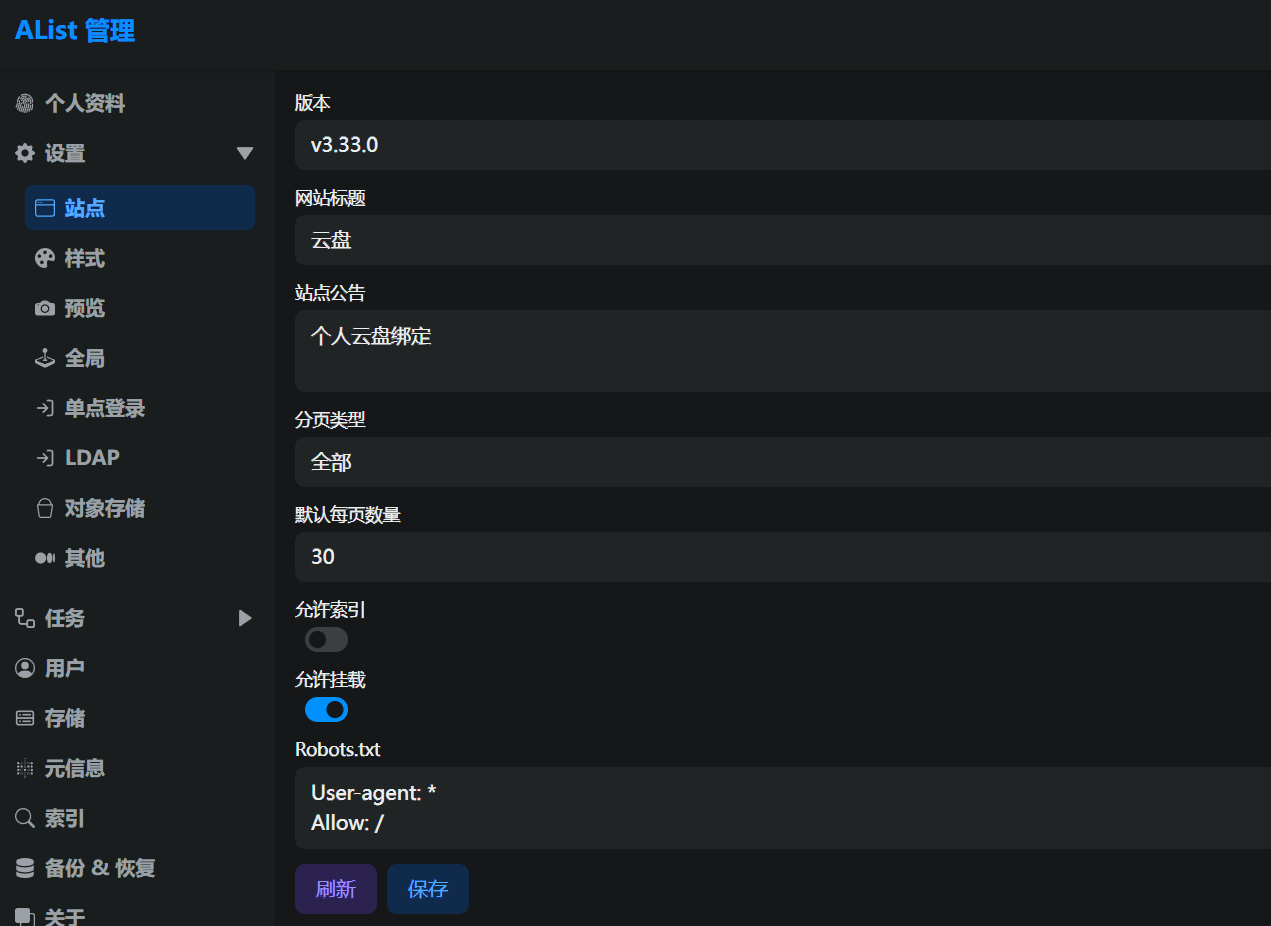 AList 管理
个人资料
设置
站点
样式
预览
全局
单点登录
LDAP
对象存储
其他
任务
用户
存储
元信息
索引
备份 & 恢复
关于
版本
v3.33.0
网站标题
云盘
站点公告
个人云盘绑定
分页类型
全部
默认每页数量
30
允许索引
允许挂载
Robots.txt
User-agent: *
Allow: /
刷新
保存